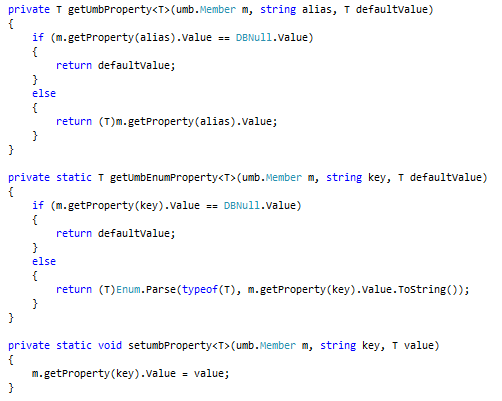 private T getUmbProperty<T>(umb.Member m, string alias, T defaultValue)
{
    if (m.getProperty(alias).Value == DBNull.Value)
    {
        return defaultValue;
    }
    else
    {
        return (T)m.getProperty(alias).Value;
    }
}

private static T getUmbEnumProperty<T>(umb.Member m, string key, T defaultValue)
{
    if (m.getProperty(key).Value == DBNull.Value)
    {
        return defaultValue;
    }
    else
    {
        return (T)Enum.Parse(typeof(T), m.getProperty(key).Value.ToString());
    }
}

private static void setumbProperty<T>(umb.Member m, string key, T value)
{
    m.getProperty(key).Value = value;
}